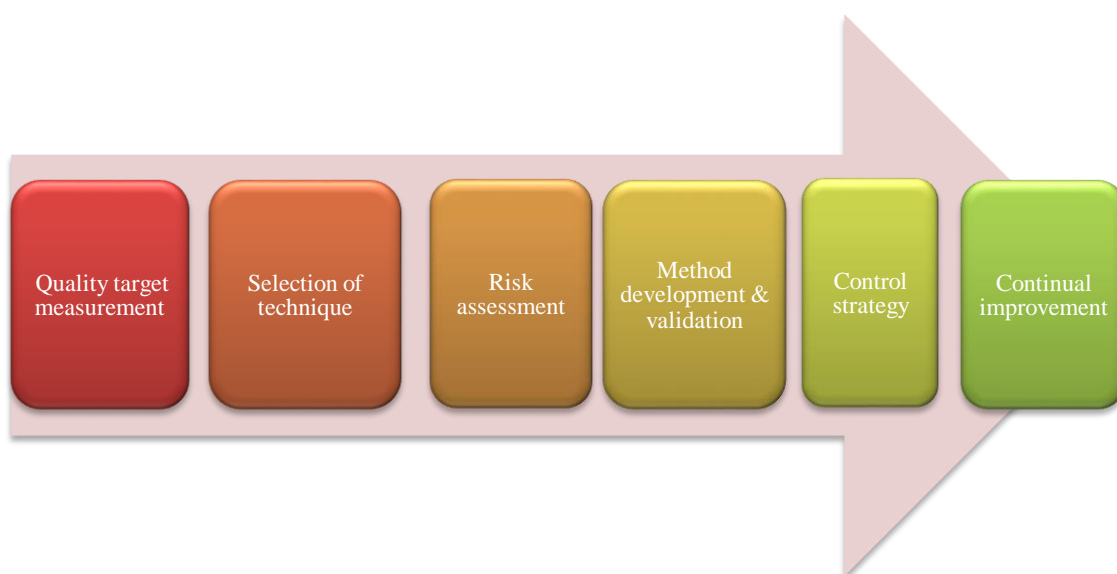 Quality target
measurement
Selection of
technique
Risk
assessment
Method
development &
validation
Control
strategy
Continual
improvement